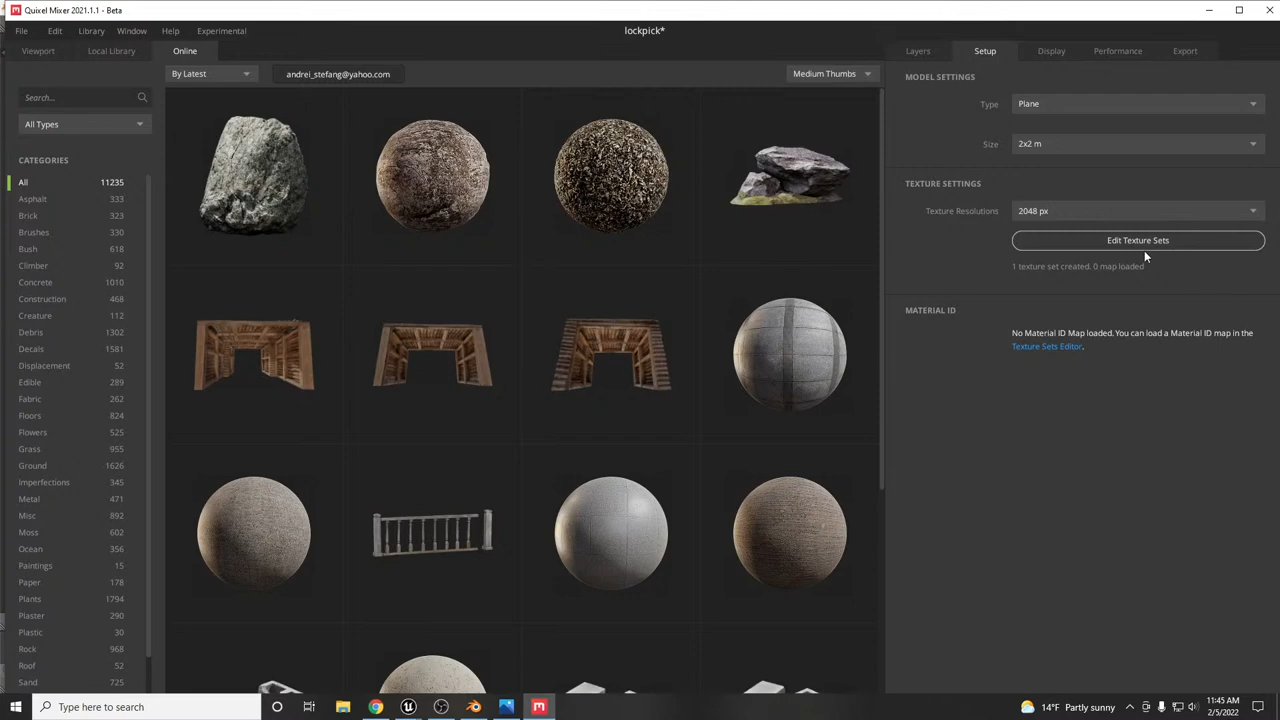 Quixel Mixer 2021.1.1 - Beta
File Edit Library Window Help Experimental
lockpick*
Viewport Local Library Online
Layers Setup Display Performance Export
By Latest
andrei_stefang@yahoo.com
Medium Thumbs
Search...
All Types
CATEGORIES
All 11235
Asphalt 333
Brick 323
Brushes 330
Bush 618
Climber 92
Concrete 1010
Construction 468
Creature 112
Debris 1302
Decals 1581
Displacement 52
Edible 289
Fabric 262
Floors 824
Flowers 525
Grass 955
Ground 1626
Imperfections 345
Metal 471
Misc 892
Moss 602
Ocean 356
Paintings 15
Paper 178
Plants 1794
Plaster 290
Plastic 30
Rock 968
Roof 52
Sand 725
MODEL SETTINGS
Type Plane
Size 2x2 m
TEXTURE SETTINGS
Texture Resolutions 2048 px
Edit Texture Sets
1 texture set created. 0 map loaded
MATERIAL ID
No Material ID Map loaded. You can load a Material ID map in the
Texture Sets Editor.
Type here to search
14°F Partly sunny
11:45 AM
2/5/2022